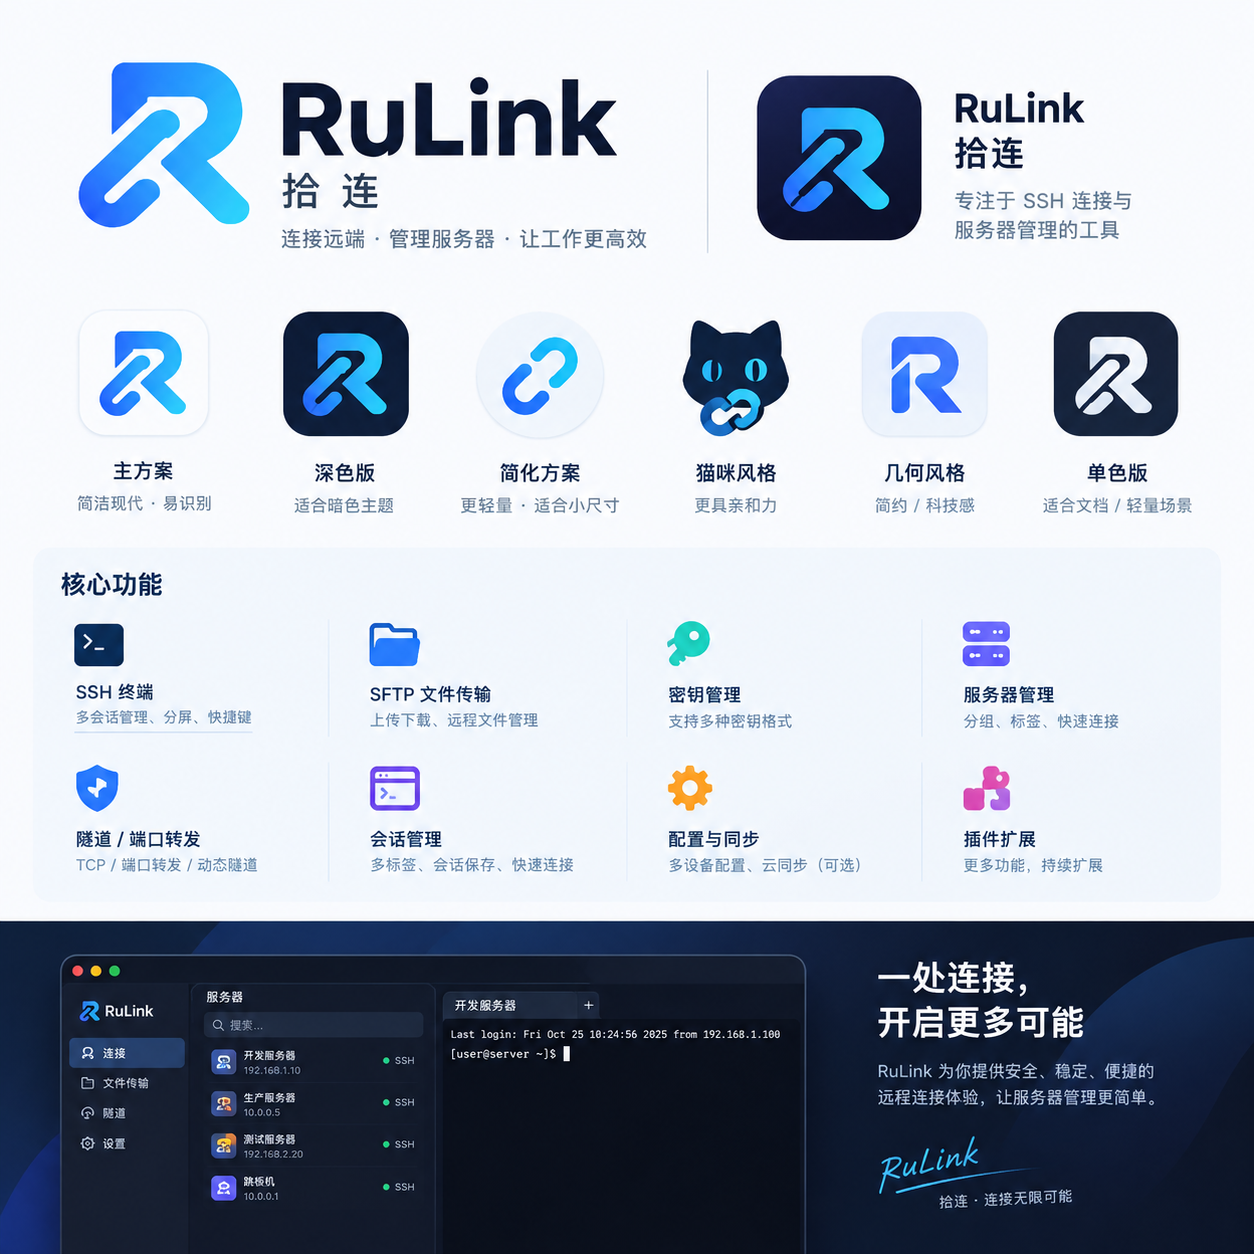 RuLink
拾 连
连接远端 · 管理服务器 · 让工作更高效
RuLink
拾连
专注于 SSH 连接与
服务器管理的工具
主方案
简洁现代 · 易识别
深色版
适合暗色主题
简化方案
更轻量 · 适合小尺寸
猫咪风格
更具亲和力
几何风格
简约 / 科技感
单色版
适合文档 / 轻量场景
核心功能
SSH 终端
多会话管理、分屏、快捷键
SFTP 文件传输
上传下载、远程文件管理
密钥管理
支持多种密钥格式
服务器管理
分组、标签、快速连接
隧道 / 端口转发
TCP / 端口转发 / 动态隧道
会话管理
多标签、会话保存、快速连接
配置与同步
多设备配置、云同步（可选）
插件扩展
更多功能，持续扩展
RuLink
连接
文件传输
隧道
设置
服务器
搜索...
开发服务器
192.168.1.10
SSH
生产服务器
10.0.0.5
SSH
测试服务器
192.168.2.20
SSH
跳板机
10.0.0.1
SSH
开发服务器 +
Last login: Fri Oct 25 10:24:56 2025 from 192.168.1.100
[user@server ~]$
一处连接，
开启更多可能
RuLink 为你提供安全、稳定、便捷的
远程连接体验，让服务器管理更简单。
RuLink
拾连 · 连接无限可能